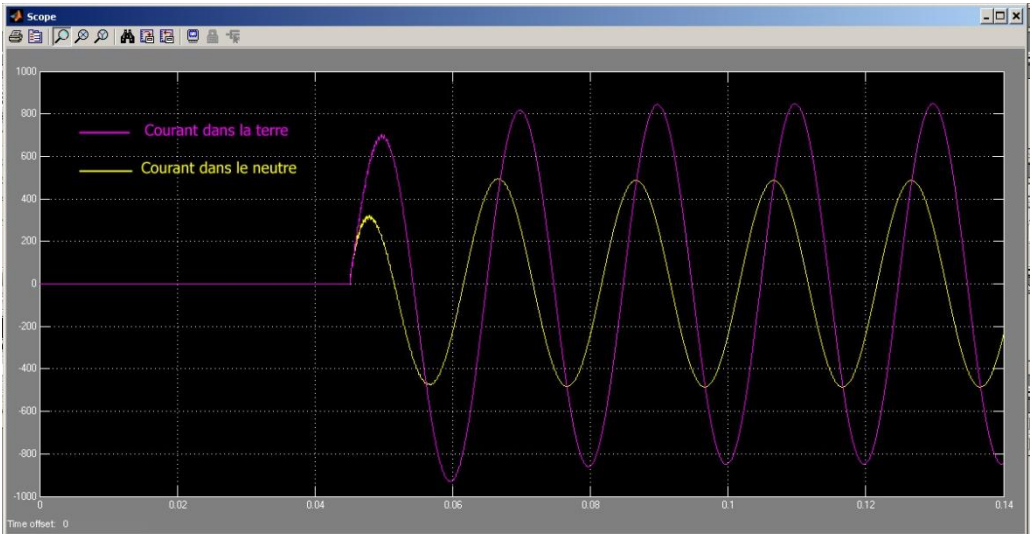 Scope
1000
800
600
400
200
0
-200
-400
-600
-800
-1000
Courant dans la terre
Courant dans le neutre
0 0.02 0.04 0.06 0.08 0.1 0.12 0.14
Time offset: 0